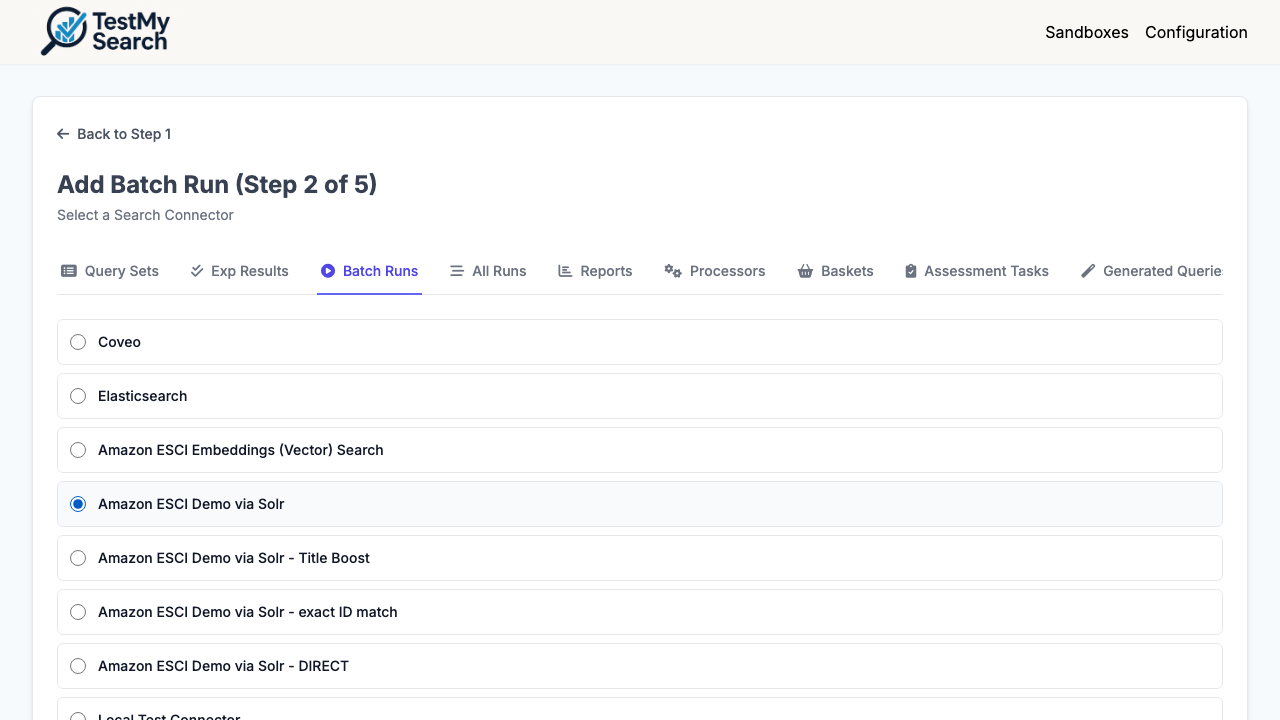 TestMy
Search
Sandboxes Configuration
Back to Step 1
Add Batch Run (Step 2 of 5)
Select a Search Connector
Query Sets Exp Results Batch Runs All Runs Reports Processors Baskets Assessment Tasks Generated Querie
Coveo
Elasticsearch
Amazon ESCI Embeddings (Vector) Search
Amazon ESCI Demo via Solr
Amazon ESCI Demo via Solr - Title Boost
Amazon ESCI Demo via Solr - exact ID match
Amazon ESCI Demo via Solr - DIRECT
Local Test Connector